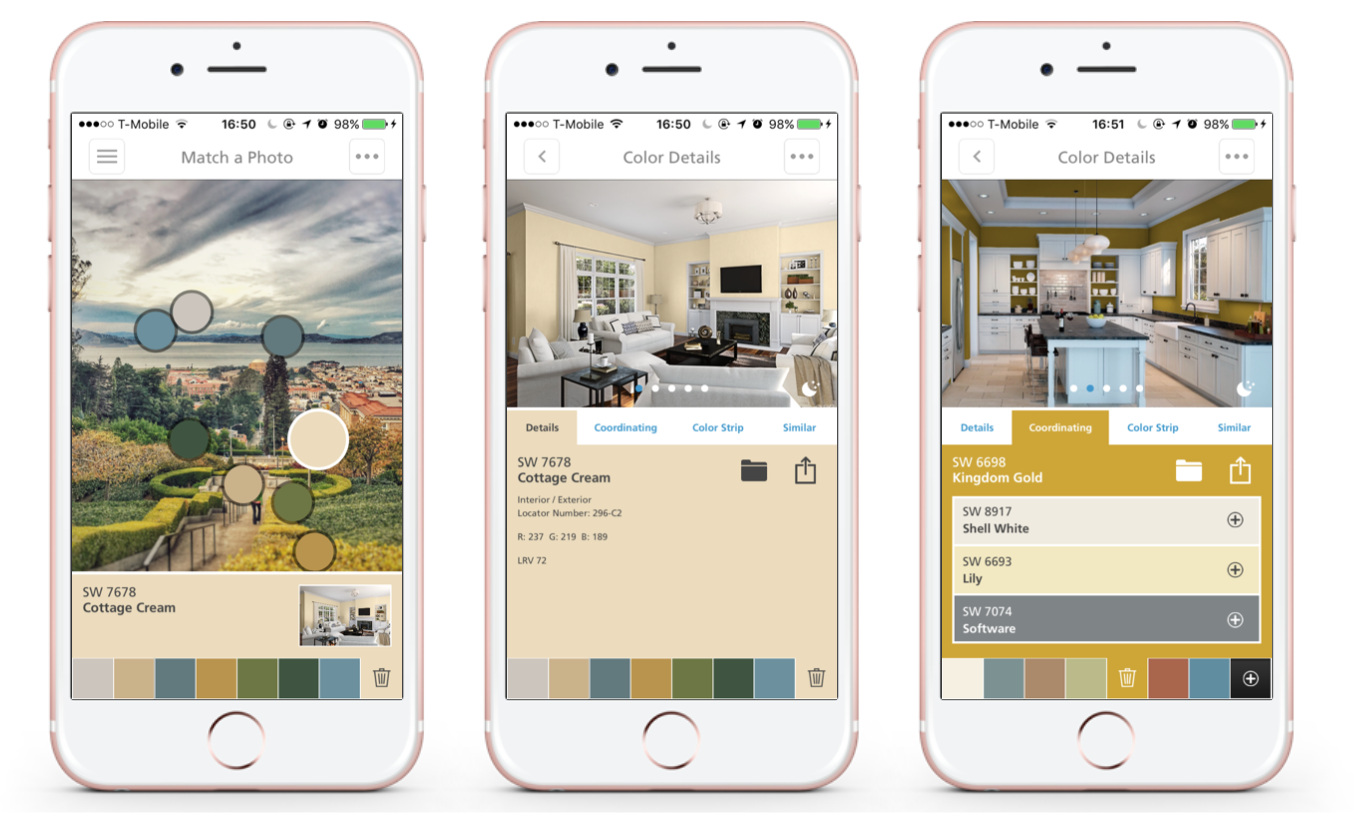 T-Mobile 16:50 98%
Match a Photo
SW 7678
Cottage Cream
T-Mobile 16:50 98%
Color Details
Details Coordinating Color Strip Similar
SW 7678
Cottage Cream
Interior / Exterior
Locator Number: 296-C2
R: 237 G: 219 B: 189
LRV 72
T-Mobile 16:51 98%
Color Details
Details Coordinating Color Strip Similar
SW 6698
Kingdom Gold
SW 8917
Shell White
SW 6693
Lily
SW 7074
Software